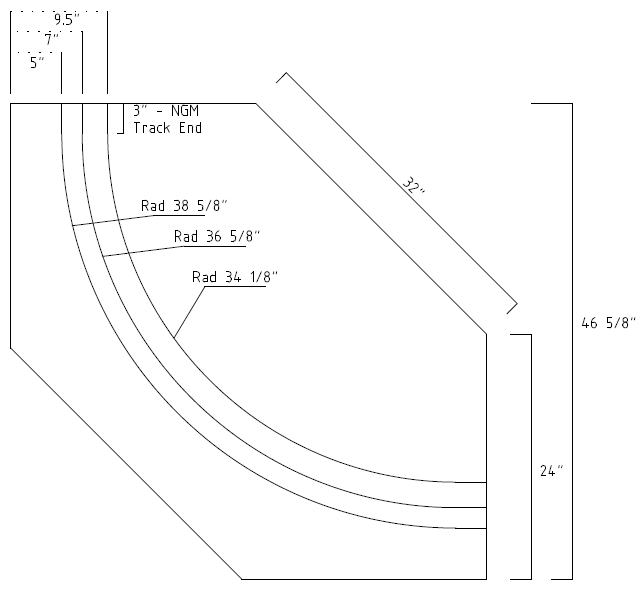 9.5"
7"
5"
3" - NGM
Track End
32"
Rad 38 5/8"
Rad 36 5/8"
Rad 34 1/8"
46 5/8"
24"